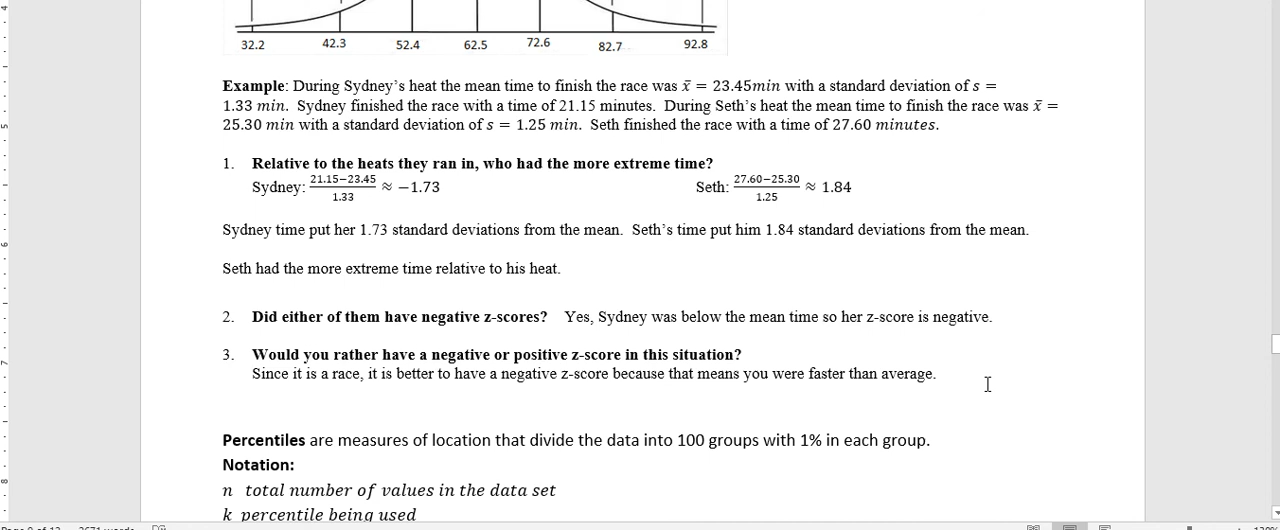 32.2 42.3 52.4 62.5 72.6 82.7 92.8
Example: During Sydney's heat the mean time to finish the race was x̄ = 23.45min with a standard deviation of s =
1.33 min. Sydney finished the race with a time of 21.15 minutes. During Seth's heat the mean time to finish the race was x̄ =
25.30 min with a standard deviation of s = 1.25 min. Seth finished the race with a time of 27.60 minutes.
1. Relative to the heats they ran in, who had the more extreme time?
Sydney: (21.15−23.45)/1.33 ≈ −1.73 Seth: (27.60−25.30)/1.25 ≈ 1.84
Sydney time put her 1.73 standard deviations from the mean. Seth's time put him 1.84 standard deviations from the mean.
Seth had the more extreme time relative to his heat.
2. Did either of them have negative z-scores? Yes, Sydney was below the mean time so her z-score is negative.
3. Would you rather have a negative or positive z-score in this situation?
Since it is a race, it is better to have a negative z-score because that means you were faster than average.
Percentiles are measures of location that divide the data into 100 groups with 1% in each group.
Notation:
n total number of values in the data set
k percentile being used